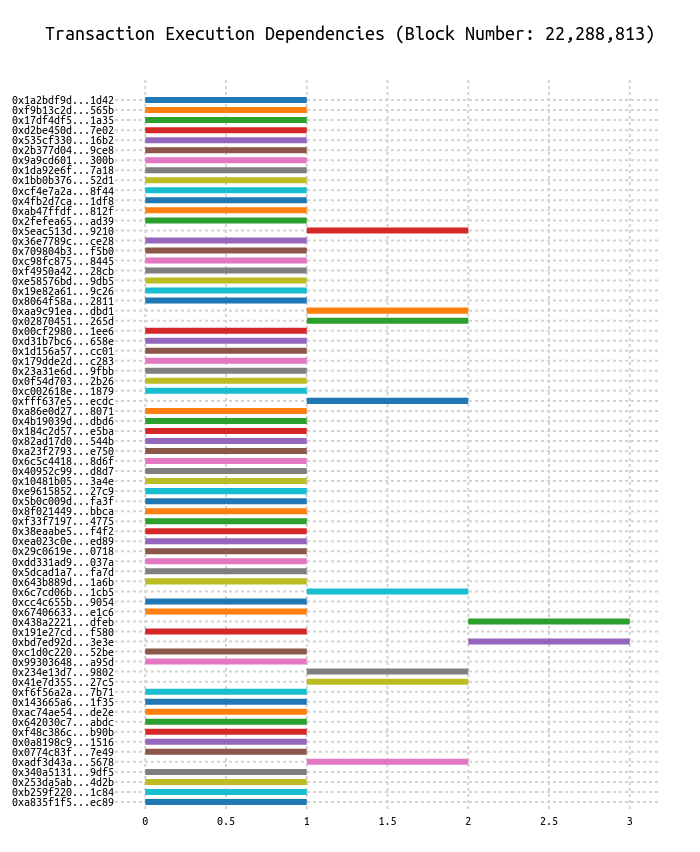 Transaction Execution Dependencies (Block Number: 22,288,813)
0x1a2bdf9d...1d42
0xf9b13c2d...565b
0x17df4df5...1a35
0xd2be450d...7e02
0x535cf330...16b2
0x2b377d04...9ce8
0x9a9cd601...300b
0x1da92e6f...7a18
0x1bb0b376...52d1
0xcf4e7a2a...8f44
0x4fb2d7ca...1df8
0xab47ffdf...812f
0x2fefea65...ad39
0x5eac513d...9210
0x36e7789c...ce28
0x709804b3...f5b0
0xc98fc875...8445
0xf4950a42...28cb
0xe58576bd...9db5
0x19e82a61...9c26
0x8064f58a...2811
0xaa9c91ea...dbd1
0x02870451...265d
0x00cf2980...1ee6
0xd31b7bc6...658e
0x1d156a57...cc01
0x179dde2d...c283
0x23a31e6d...9fbb
0x0f54d703...2b26
0xc002618e...1879
0xfff637e5...ecdc
0xa86e0d27...8071
0x4b19039d...dbd6
0x184c2d57...e5ba
0x82ad17d0...544b
0xa23f2793...e750
0x6c5c4418...8d6f
0x40952c99...d8d7
0x10481b05...3a4e
0xe9615852...27c9
0x5b0c009d...fa3f
0x8f021449...bbca
0xf33f7197...4775
0x38eaabe5...f4f2
0xea023c0e...ed89
0x29c0619e...0718
0xdd331ad9...037a
0x5dcad1a7...fa7d
0x643b889d...1a6b
0x6c7cd06b...1cb5
0xcc4c655b...9054
0x67406633...e1c6
0x438a2221...dfeb
0x191e27cd...f580
0xbd7ed92d...3e3e
0xc1d0c220...52be
0x99303648...a95d
0x234e13d7...9802
0x41e7d355...27c5
0xf6f56a2a...7b71
0x143665a6...1f35
0xac74ae54...de2e
0x642030c7...abdc
0xf48c386c...b90b
0x0a8198c9...1516
0x0774c83f...7e49
0xadf3d43a...5678
0x340a5131...9df5
0x253da5ab...4d2b
0xb259f220...1c84
0xa835f1f5...ec89
0 0.5 1 1.5 2 2.5 3